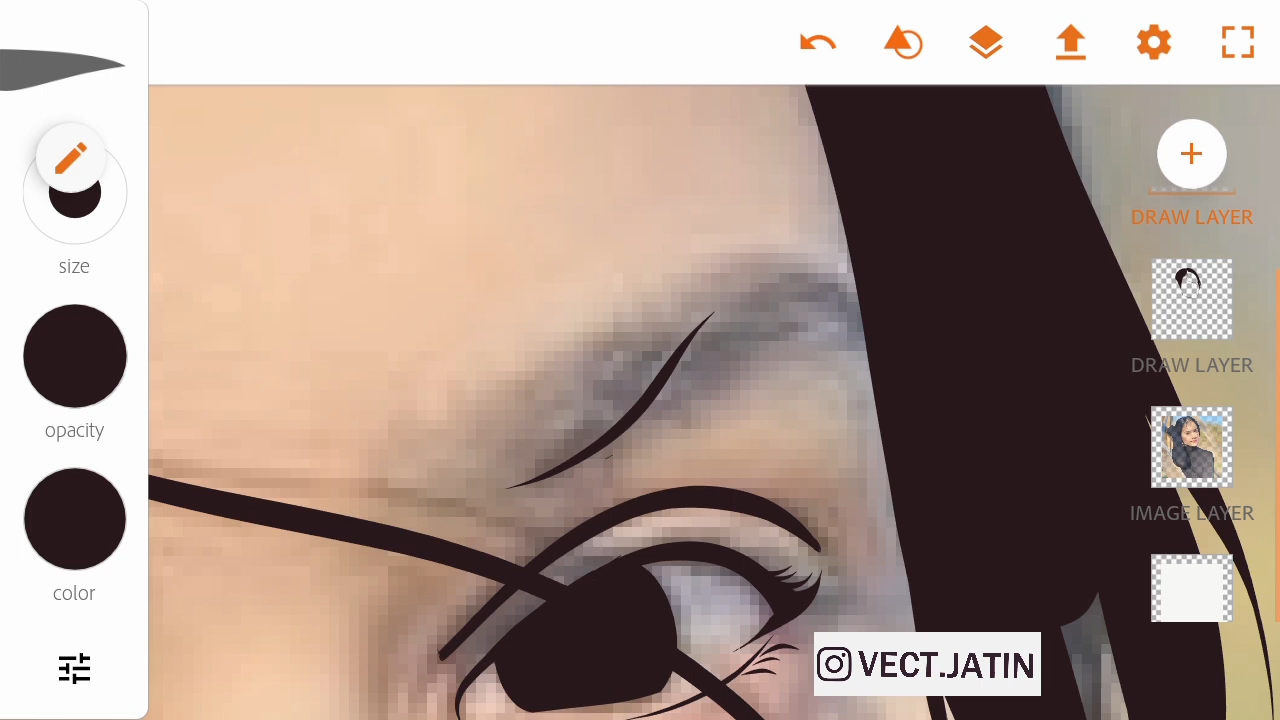 size
opacity
color
DRAW LAYER
DRAW LAYER
IMAGE LAYER
VECT.JATIN